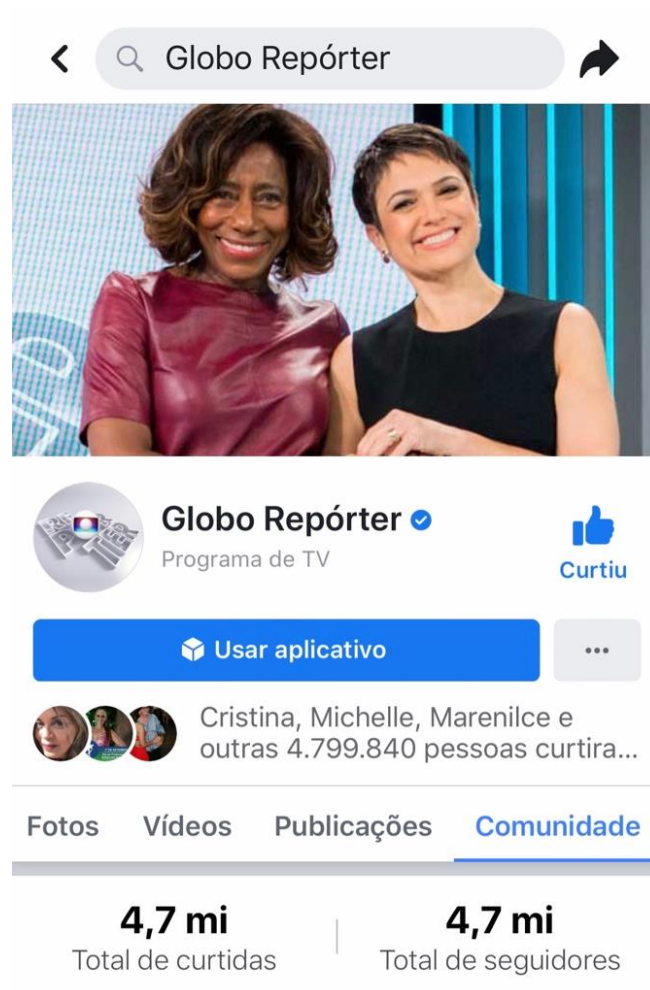 Globo Repórter
Globo Repórter
Programa de TV
Curtiu
Usar aplicativo
Cristina, Michelle, Marenilce e
outras 4.799.840 pessoas curtira...
Fotos Vídeos Publicações Comunidade
4,7 mi 4,7 mi
Total de curtidas Total de seguidores